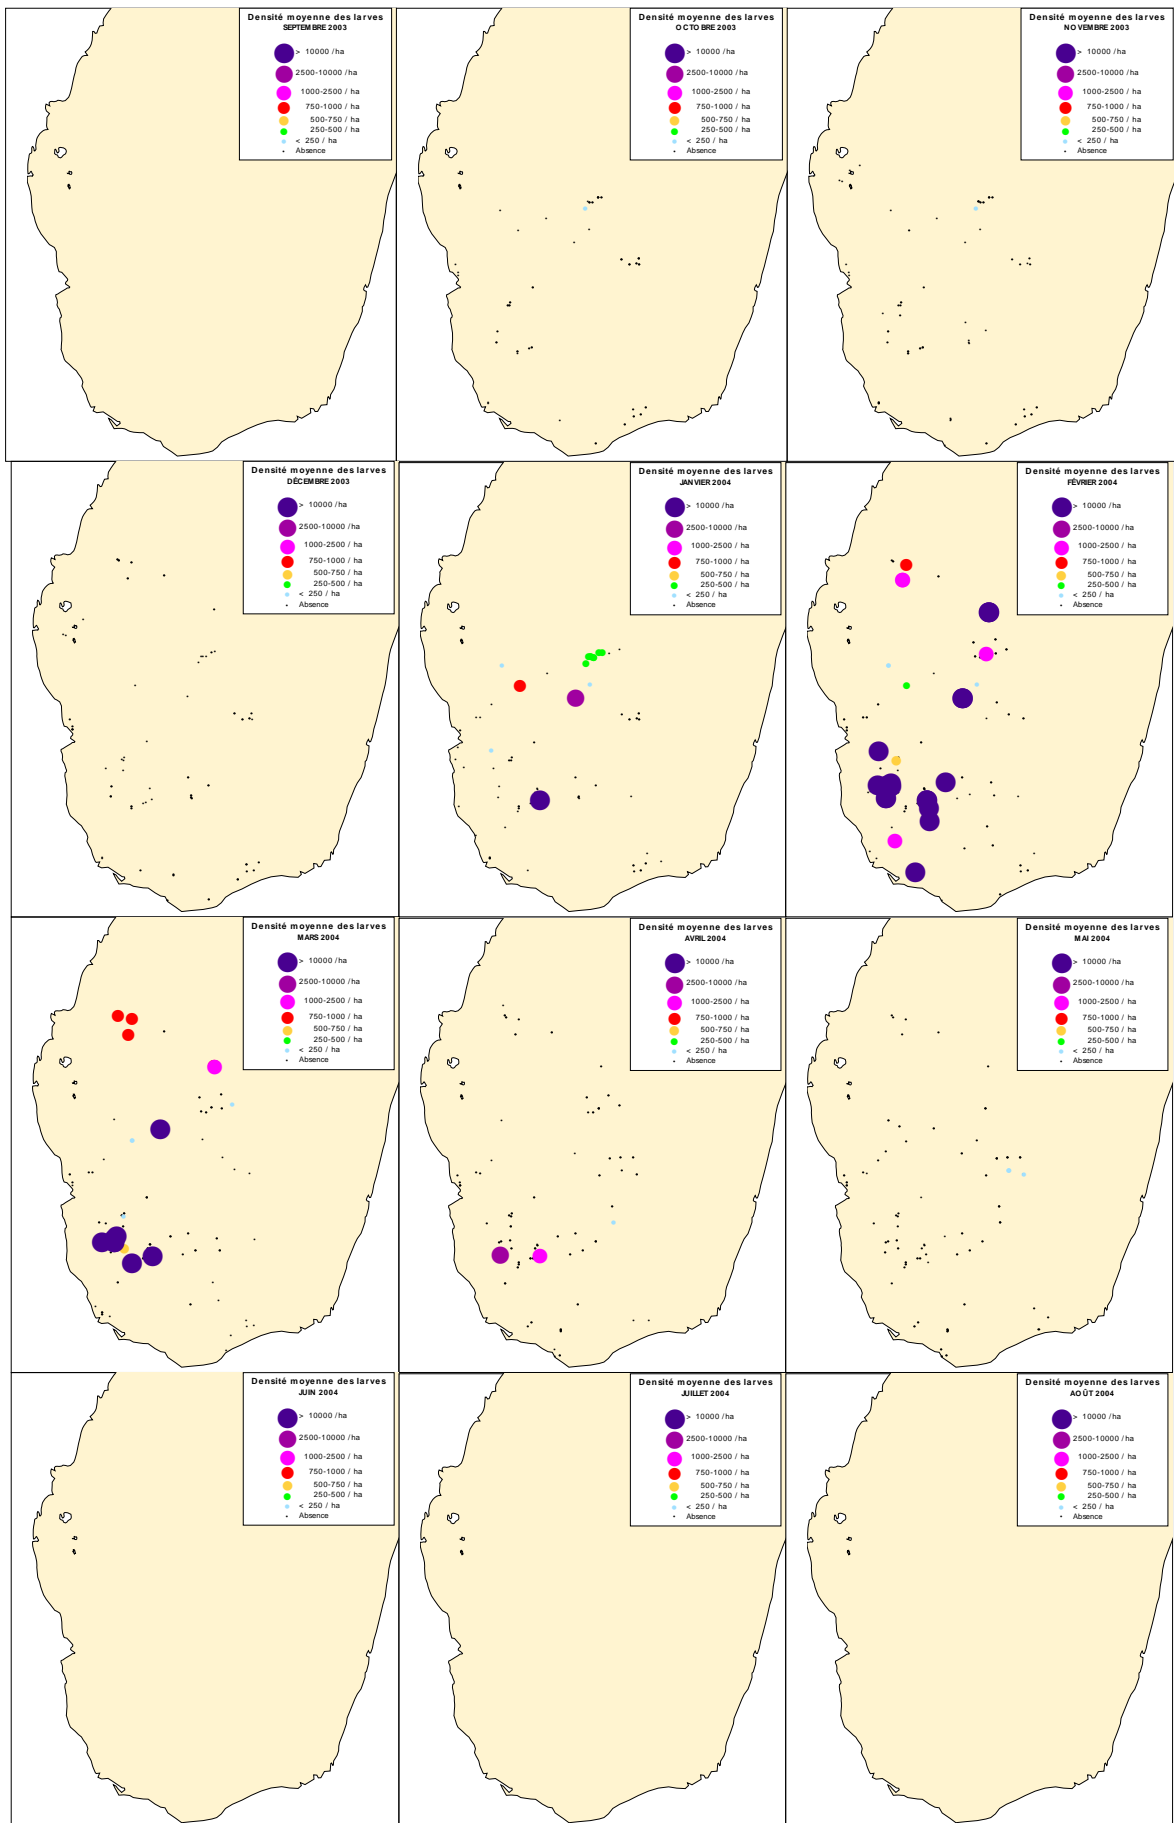 Densité moyenne des larves
SEPTEMBRE 2003
> 10000 /ha
2500-10000 /ha
1000-2500 / ha
750-1000 / ha
500-750 / ha
250-500 / ha
< 250 / ha
Absence
Densité moyenne des larves
OCTOBRE 2003
> 10000 /ha
2500-10000 /ha
1000-2500 / ha
750-1000 / ha
500-750 / ha
250-500 / ha
< 250 / ha
Absence
Densité moyenne des larves
NOVEMBRE 2003
> 10000 /ha
2500-10000 /ha
1000-2500 / ha
750-1000 / ha
500-750 / ha
250-500 / ha
< 250 / ha
Absence
Densité moyenne des larves
DÉCEMBRE 2003
> 10000 /ha
2500-10000 /ha
1000-2500 / ha
750-1000 / ha
500-750 / ha
250-500 / ha
< 250 / ha
Absence
Densité moyenne des larves
JANVIER 2004
> 10000 /ha
2500-10000 /ha
1000-2500 / ha
750-1000 / ha
500-750 / ha
250-500 / ha
< 250 / ha
Absence
Densité moyenne des larves
FÉVRIER 2004
> 10000 /ha
2500-10000 /ha
1000-2500 / ha
750-1000 / ha
500-750 / ha
250-500 / ha
< 250 / ha
Absence
Densité moyenne des larves
MARS 2004
> 10000 /ha
2500-10000 /ha
1000-2500 / ha
750-1000 / ha
500-750 / ha
250-500 / ha
< 250 / ha
Absence
Densité moyenne des larves
AVRIL 2004
> 10000 /ha
2500-10000 /ha
1000-2500 / ha
750-1000 / ha
500-750 / ha
250-500 / ha
< 250 / ha
Absence
Densité moyenne des larves
MAI 2004
> 10000 /ha
2500-10000 /ha
1000-2500 / ha
750-1000 / ha
500-750 / ha
250-500 / ha
< 250 / ha
Absence
Densité moyenne des larves
JUIN 2004
> 10000 /ha
2500-10000 /ha
1000-2500 / ha
750-1000 / ha
500-750 / ha
250-500 / ha
< 250 / ha
Absence
Densité moyenne des larves
JUILLET 2004
> 10000 /ha
2500-10000 /ha
1000-2500 / ha
750-1000 / ha
500-750 / ha
250-500 / ha
< 250 / ha
Absence
Densité moyenne des larves
AOÛT 2004
> 10000 /ha
2500-10000 /ha
1000-2500 / ha
750-1000 / ha
500-750 / ha
250-500 / ha
< 250 / ha
Absence